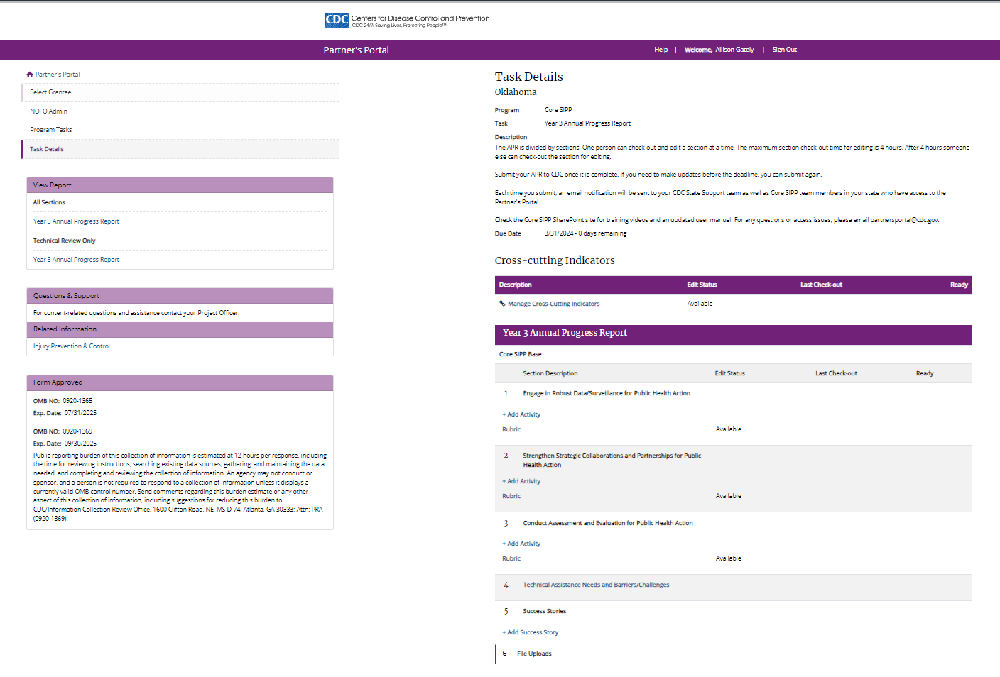 CDC Centers for Disease Control and Prevention
CDC 24/7: Saving Lives, Protecting People™
Partner's Portal
Help | Welcome, Allison Gately | Sign Out
Partner's Portal
Select Grantee
NOFO Admin
Program Tasks
Task Details
View Report
All Sections
Year 3 Annual Progress Report
Technical Review Only
Year 3 Annual Progress Report
Questions & Support
For content-related questions and assistance contact your Project Officer.
Related Information
Injury Prevention & Control
Form Approved
OMB NO: 0920-1365
Exp. Date: 07/31/2025
OMB NO: 0920-1369
Exp. Date: 09/30/2025
Public reporting burden of this collection of information is estimated at 12 hours per response, including
the time for reviewing instructions, searching existing data sources, gathering, and maintaining the data
needed, and completing and reviewing the collection of information. An agency may not conduct or
sponsor, and a person is not required to respond to a collection of information unless it displays a
currently valid OMB control number. Send comments regarding this burden estimate or any other
aspect of this collection of information, including suggestions for reducing this burden to
CDC/Information Collection Review Office, 1600 Clifton Road, NE, MS D-74, Atlanta, GA 30333; Attn: PRA
(0920-1369).
Task Details
Oklahoma
Program Core SIPP
Task Year 3 Annual Progress Report
Description
The APR is divided by sections. One person can check-out and edit a section at a time. The maximum section check-out time for editing is 4 hours. After 4 hours someone
else can check-out the section for editing.
Submit your APR to CDC once it is complete. If you need to make updates before the deadline, you can submit again.
Each time you submit, an email notification will be sent to your CDC State Support team as well as Core SIPP team members in your state who have access to the
Partner's Portal.
Check the Core SIPP SharePoint site for training videos and an updated user manual. For any questions or access issues, please email partnersportal@cdc.gov.
Due Date 3/31/2024 - 0 days remaining
Cross-cutting Indicators
Description Edit Status Last Check-out Ready
Manage Cross-Cutting Indicators Available
Year 3 Annual Progress Report
Core SIPP Base
Section Description Edit Status Last Check-out Ready
1 Engage in Robust Data/Surveillance for Public Health Action
+ Add Activity
Rubric Available
2 Strengthen Strategic Collaborations and Partnerships for Public
Health Action
+ Add Activity
Rubric Available
3 Conduct Assessment and Evaluation for Public Health Action
+ Add Activity
Rubric Available
4 Technical Assistance Needs and Barriers/Challenges
5 Success Stories
+ Add Success Story
6 File Uploads –